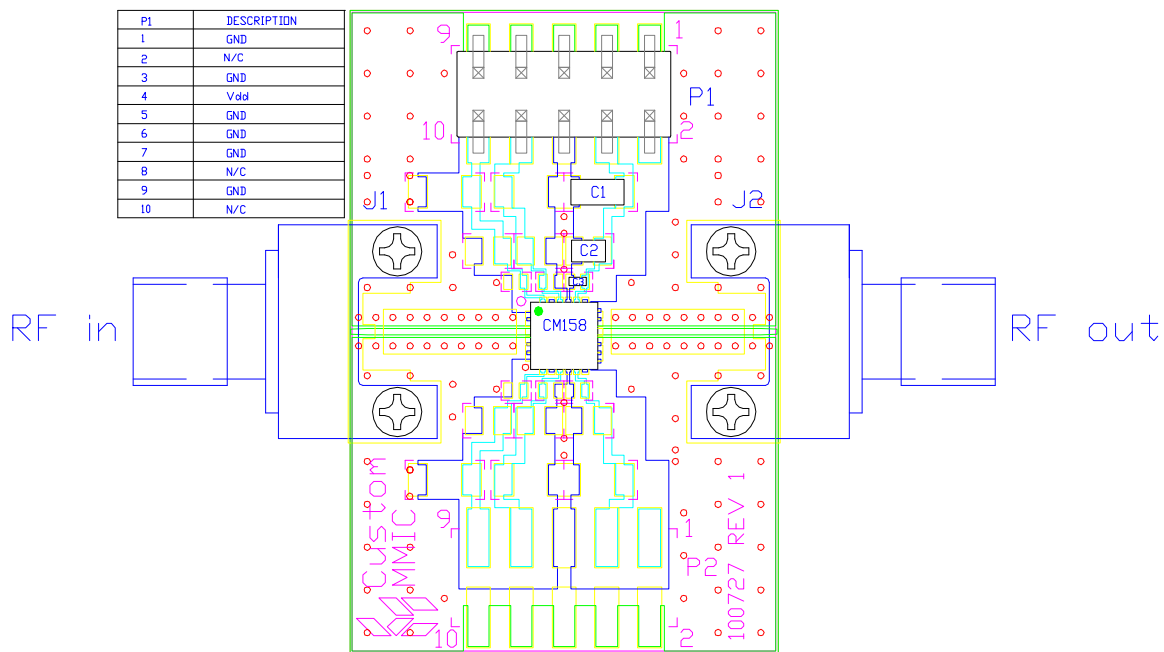 P1 DESCRIPTION
1 GND
2 N/C
3 GND
4 Vdd
5 GND
6 GND
7 GND
8 N/C
9 GND
10 N/C
9
1
P1
10
2
J1
C1
J2
C2
C3
RF in
CM158
RF out
Custom
MMIC
9
1
P2
100727 REV 1
10
2